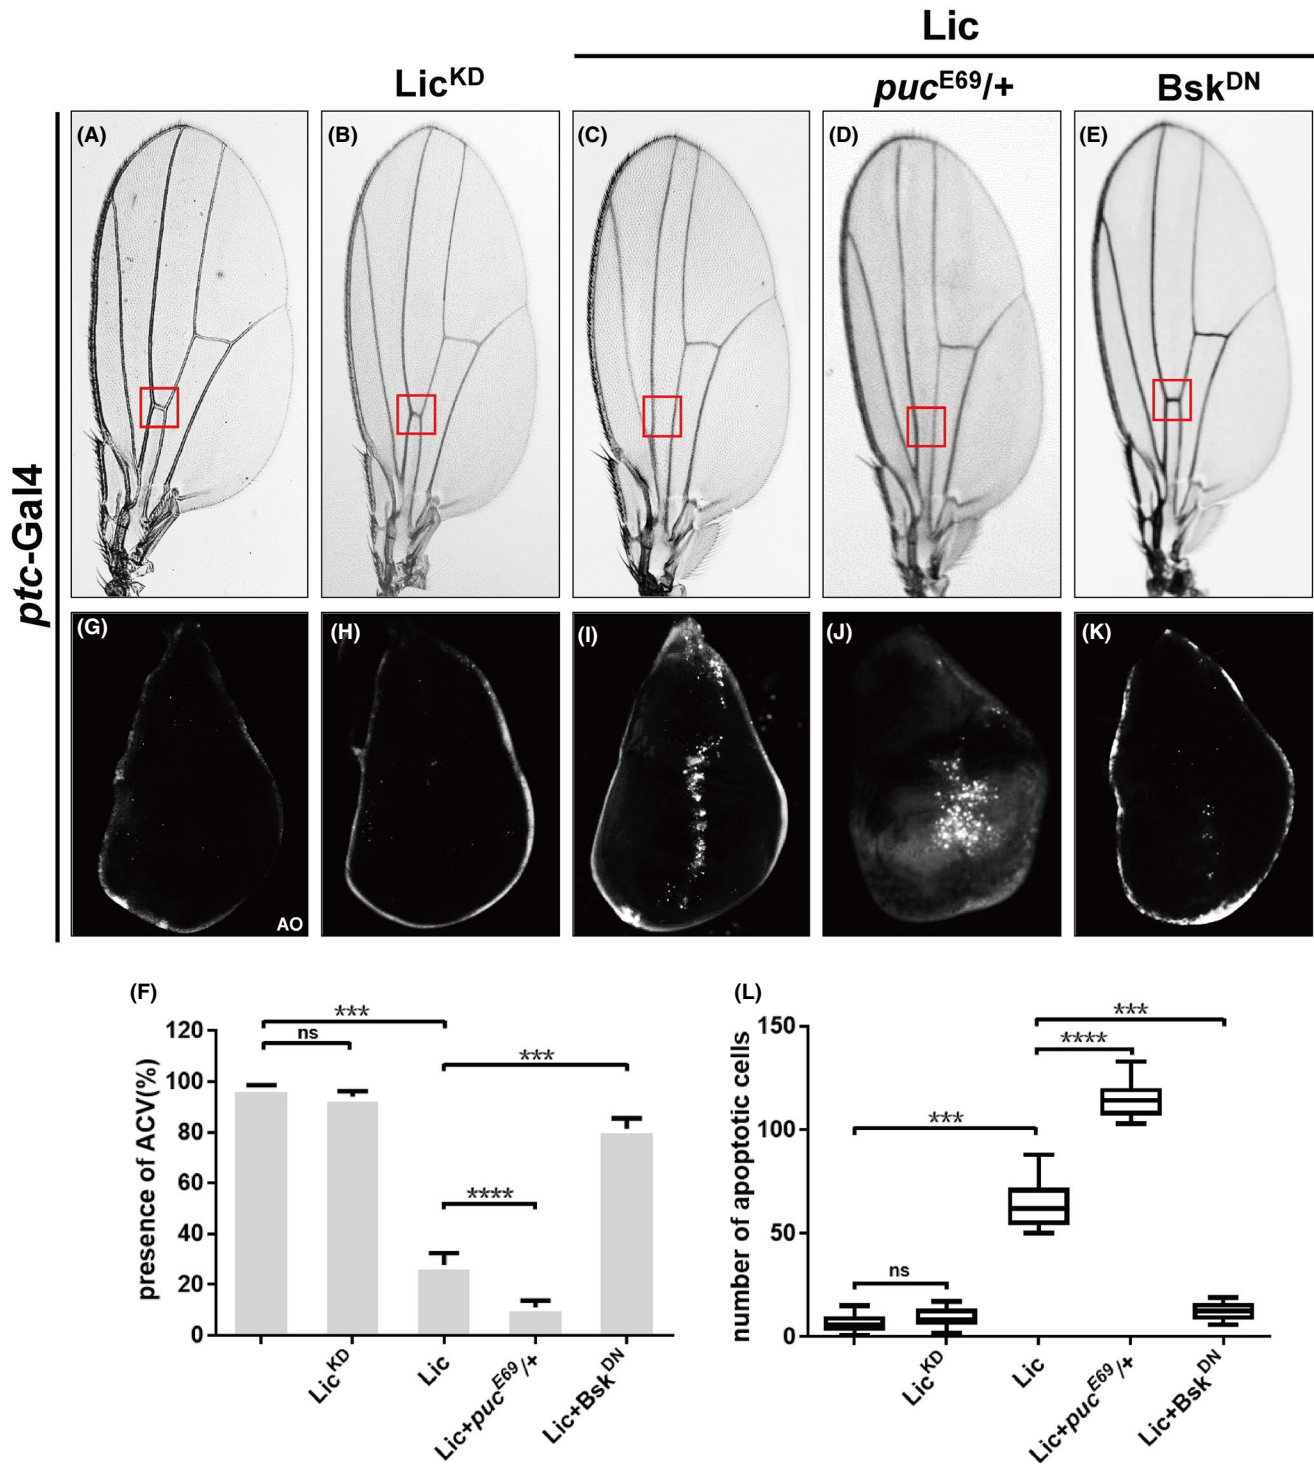 Lic
Lic^KD
puc^E69/+
Bsk^DN
ptc-Gal4
(A)
(B)
(C)
(D)
(E)
(G)
(H)
(I)
(J)
(K)
AO
(F)
presence of ACV(%)
120
100
80
60
40
20
0
***
ns
***
****
Lic^KD
Lic
Lic+puc^E69/+
Lic+Bsk^DN
(L)
number of apoptotic cells
150
100
50
0
***
****
***
ns
Lic^KD
Lic
Lic+puc^E69/+
Lic+Bsk^DN